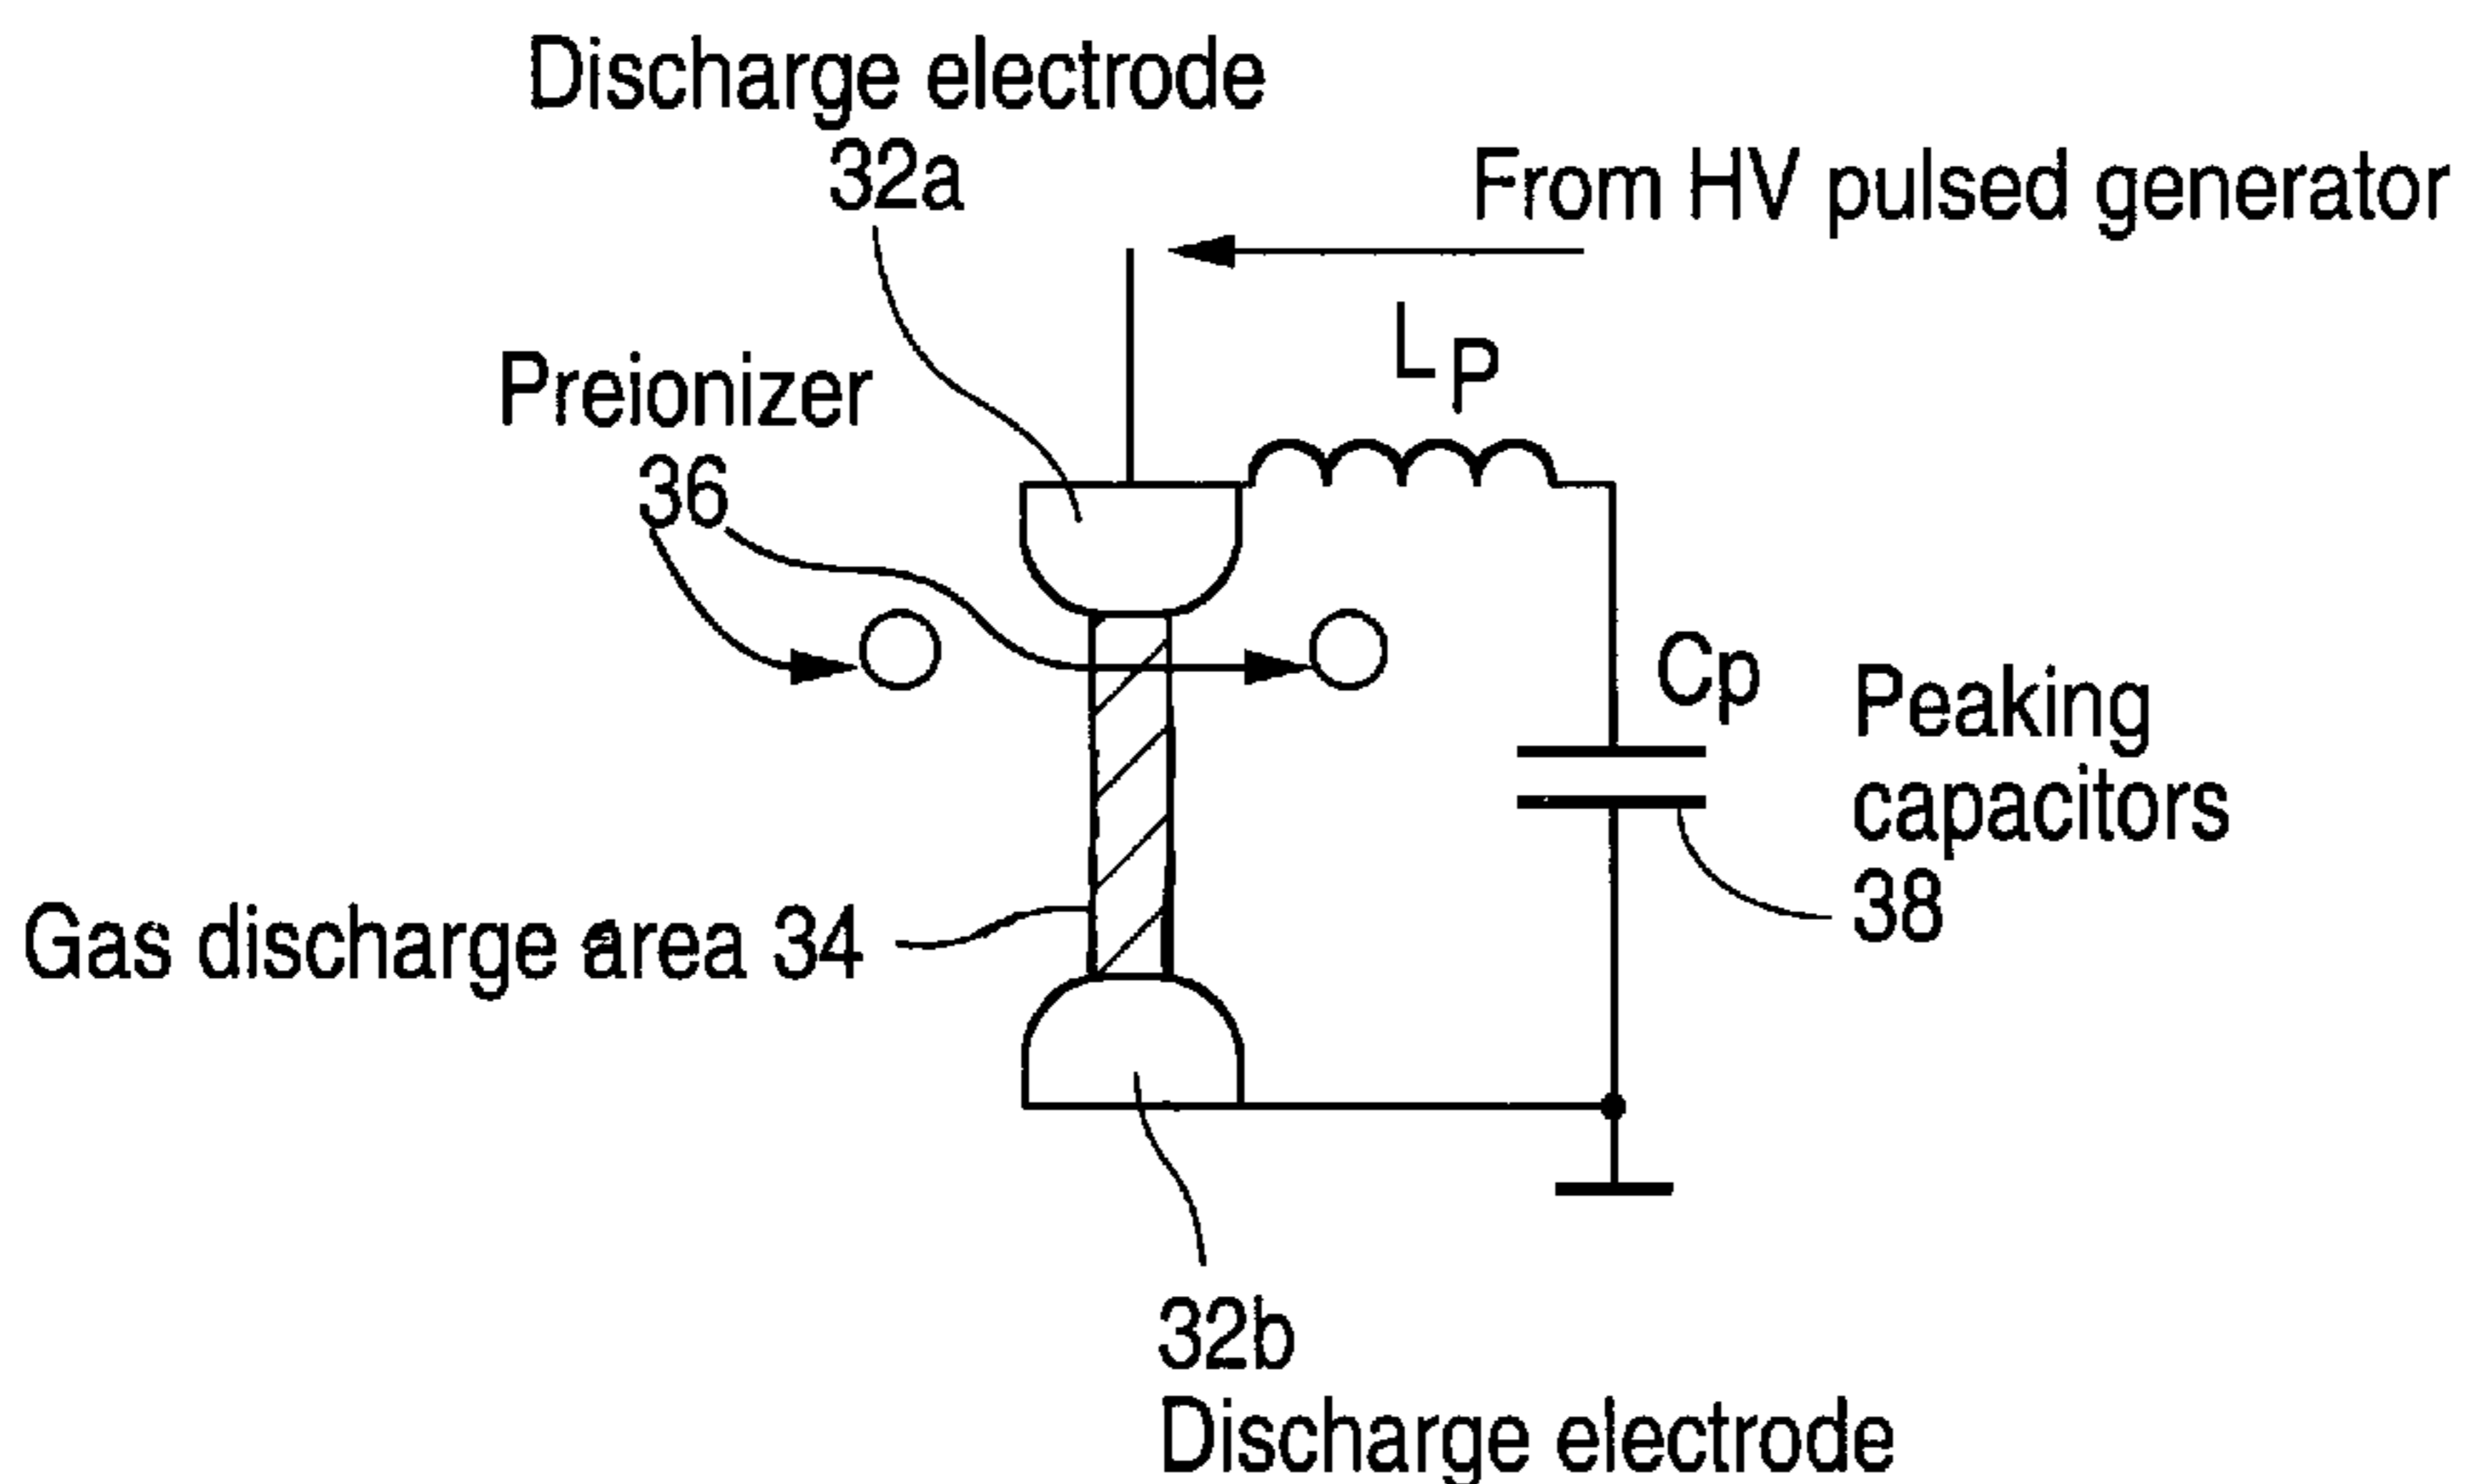 Discharge electrode
32a
From HV pulsed generator
LP
Preionizer
36
Cp
Peaking
capacitors
38
Gas discharge area 34
32b
Discharge electrode